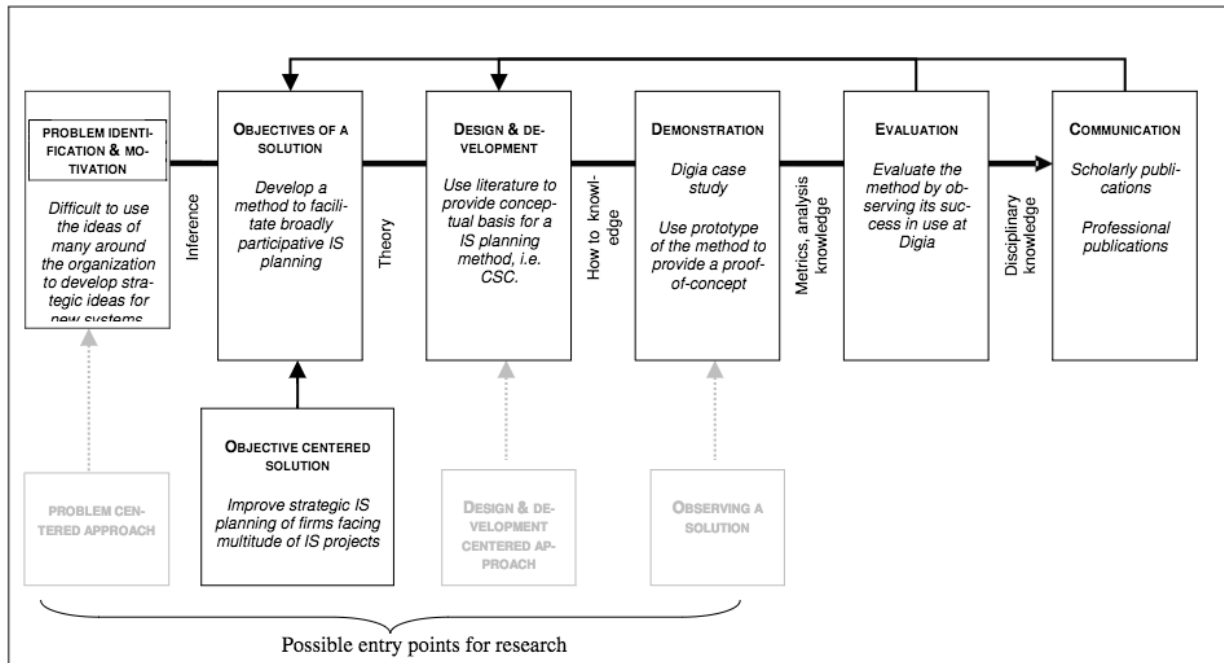 PROBLEM IDENTI-
FICATION & MO-
TIVATION
Difficult to use
the ideas of
many around
the organization
to develop stra-
tegic ideas for
new systems
Inference
OBJECTIVES OF A
SOLUTION
Develop a
method to facili-
tate broadly
participative IS
planning
Theory
DESIGN & DE-
VELOPMENT
Use literature to
provide concep-
tual basis for a
IS planning
method, i.e.
CSC.
How to knowl-
edge
DEMONSTRATION
Digia case
study
Use prototype
of the method to
provide a proof-
of-concept
Metrics, analysis
knowledge
EVALUATION
Evaluate the
method by ob-
serving its suc-
cess in use at
Digia
Disciplinary
knowledge
COMMUNICATION
Scholarly publi-
cations
Professional
publications
PROBLEM CEN-
TERED APPROACH
OBJECTIVE CENTERED
SOLUTION
Improve strategic IS
planning of firms facing
multitude of IS projects
DESIGN & DE-
VELOPMENT
CENTERED AP-
PROACH
OBSERVING A
SOLUTION
Possible entry points for research